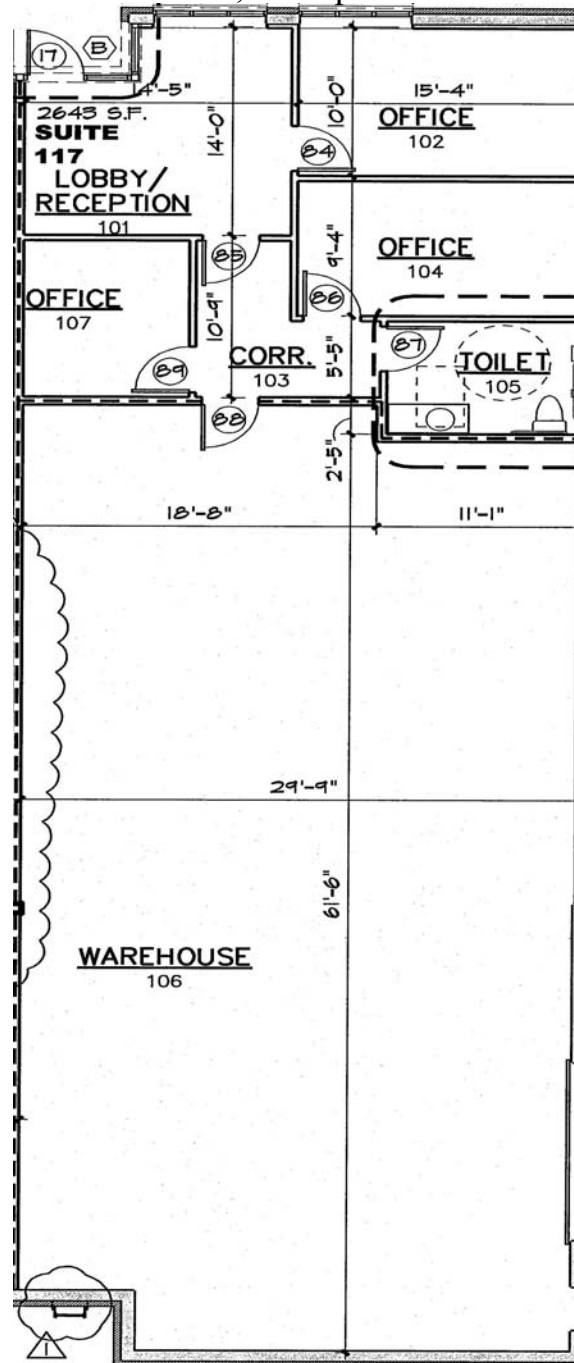 17
B
4'-5"
15'-4"
10'-0"
2643 S.F.
SUITE
117
OFFICE
102
14'-0"
84
LOBBY/
RECEPTION
101
85
9'-4"
OFFICE
104
OFFICE
107
10'-9"
86
87
89
CORR.
103
5'-5"
TOILET
105
88
2'-5"
18'-8"
11'-1"
29'-9"
61'-6"
WAREHOUSE
106
1